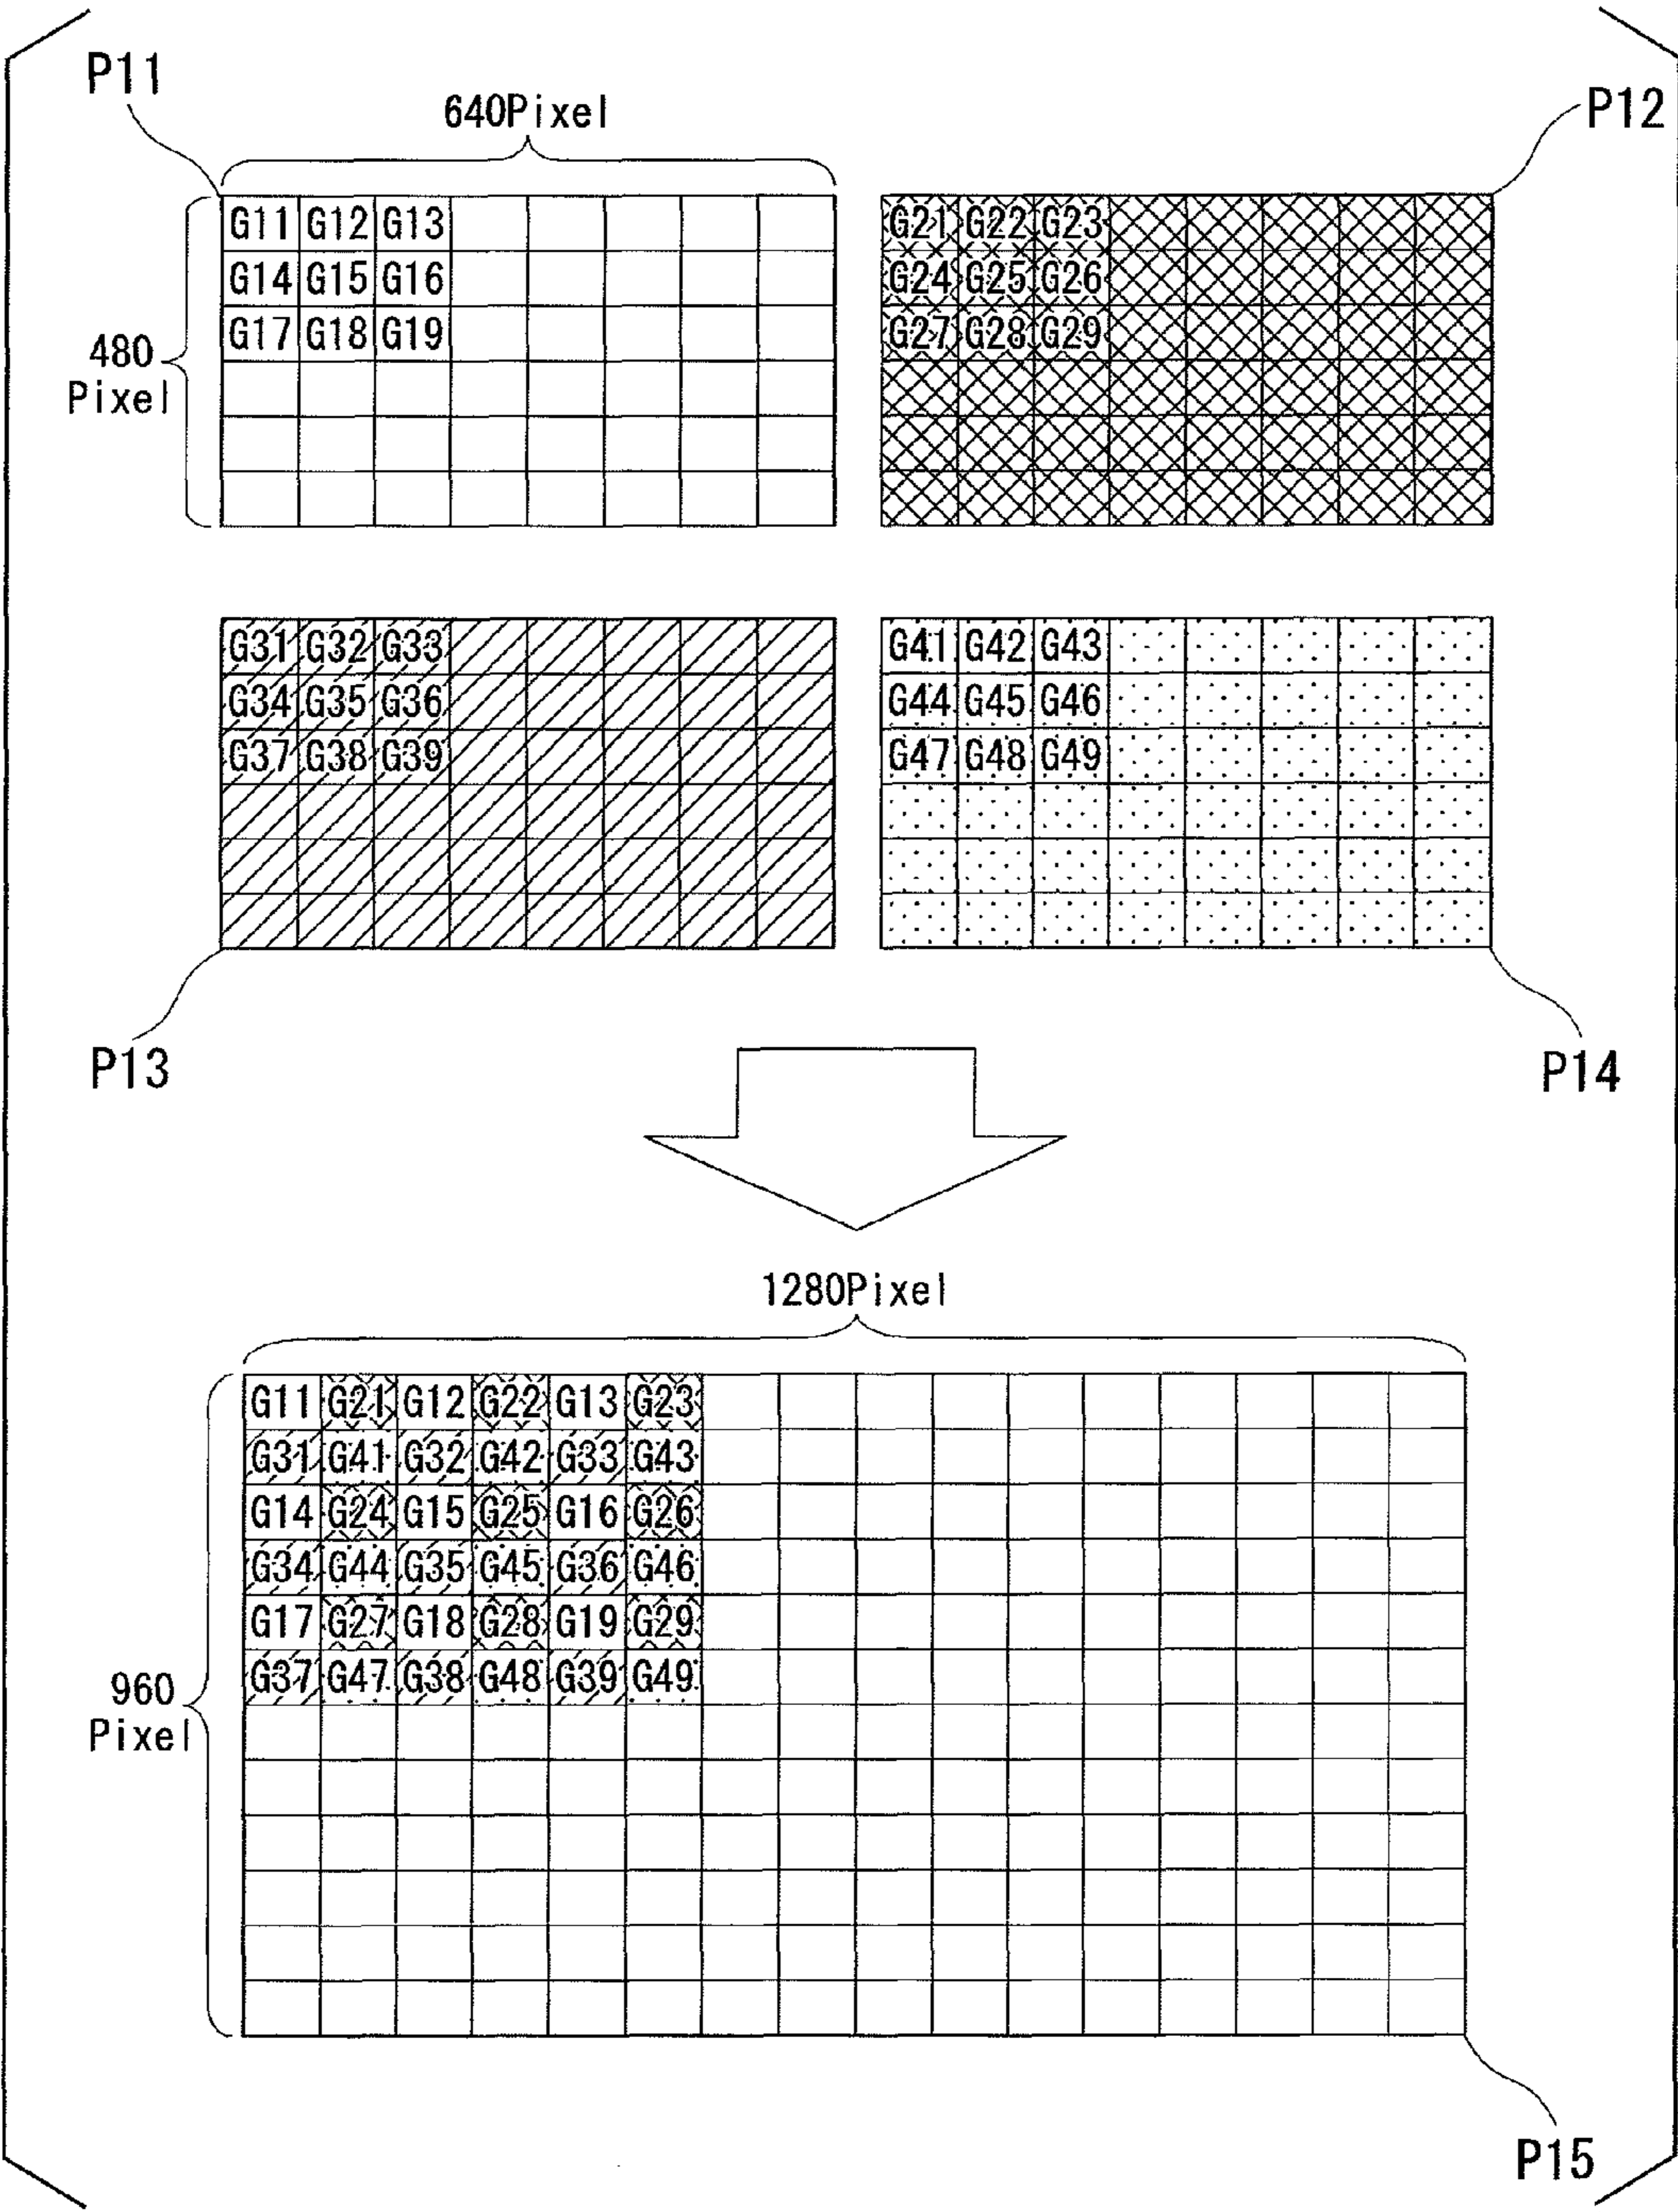 P11
640Pixel
P12
G11 G12 G13
G14 G15 G16
G17 G18 G19
480
Pixel
G21 G22 G23
G24 G25 G26
G27 G28 G29
G31 G32 G33
G34 G35 G36
G37 G38 G39
G41 G42 G43
G44 G45 G46
G47 G48 G49
P13
P14
1280Pixel
G11 G21 G12 G22 G13 G23
G31 G41 G32 G42 G33 G43
G14 G24 G15 G25 G16 G26
G34 G44 G35 G45 G36 G46
G17 G27 G18 G28 G19 G29
G37 G47 G38 G48 G39 G49
960
Pixel
P15